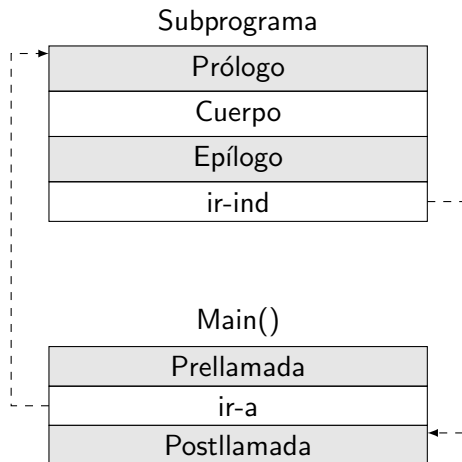 Subprograma
Prólogo
Cuerpo
Epílogo
ir-ind
Main()
Prellamada
ir-a
Postllamada